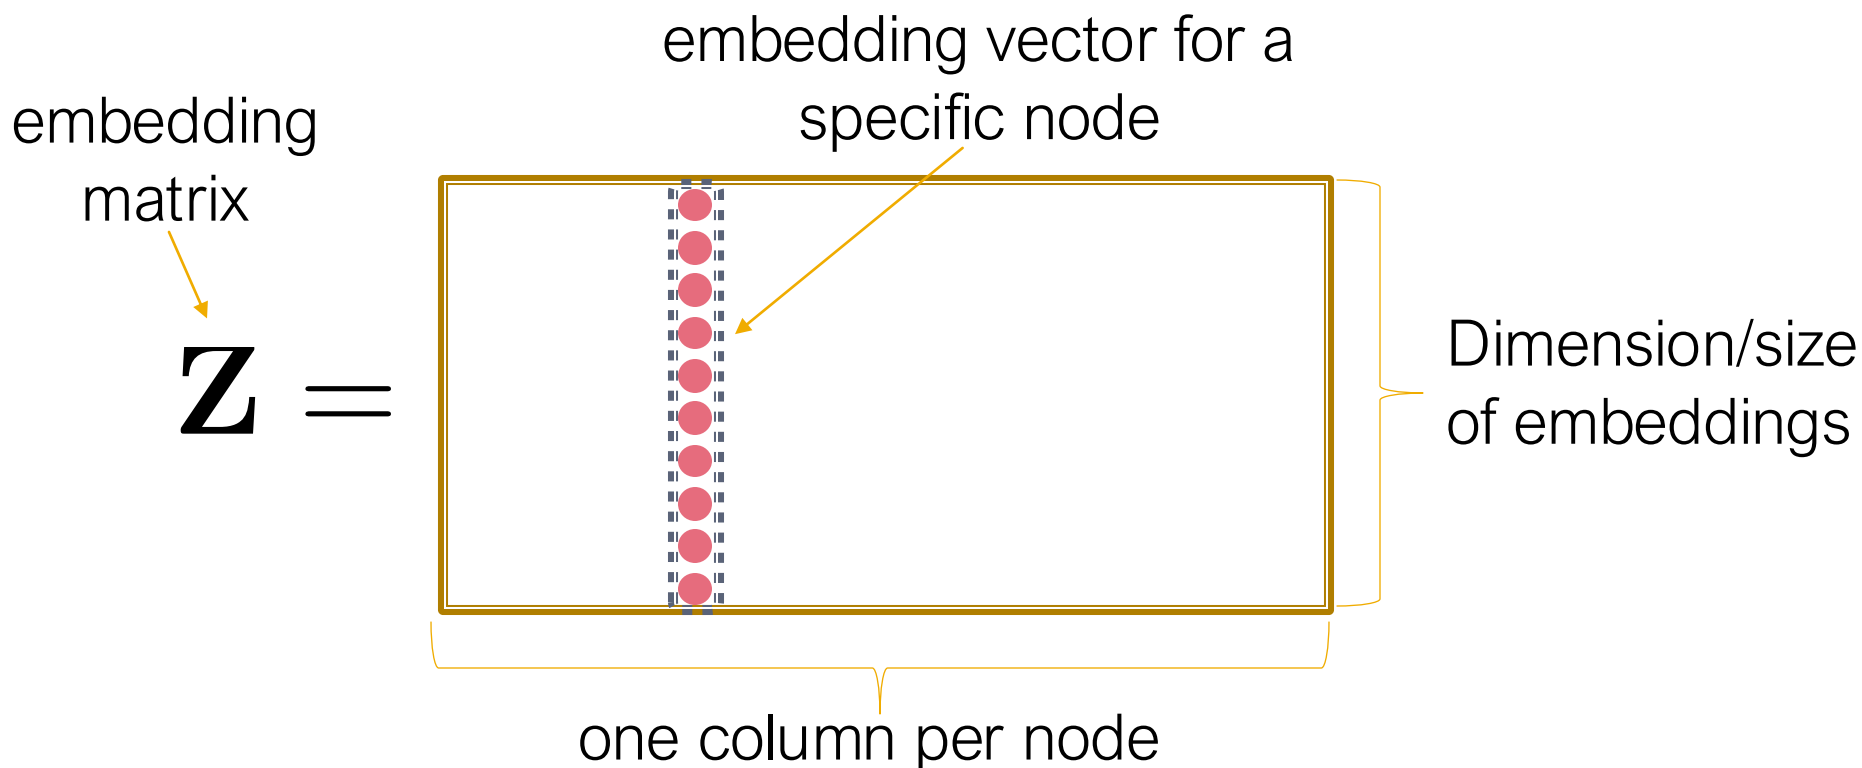 embedding vector for a
specific node
embedding
matrix
Z =
Dimension/size
of embeddings
one column per node